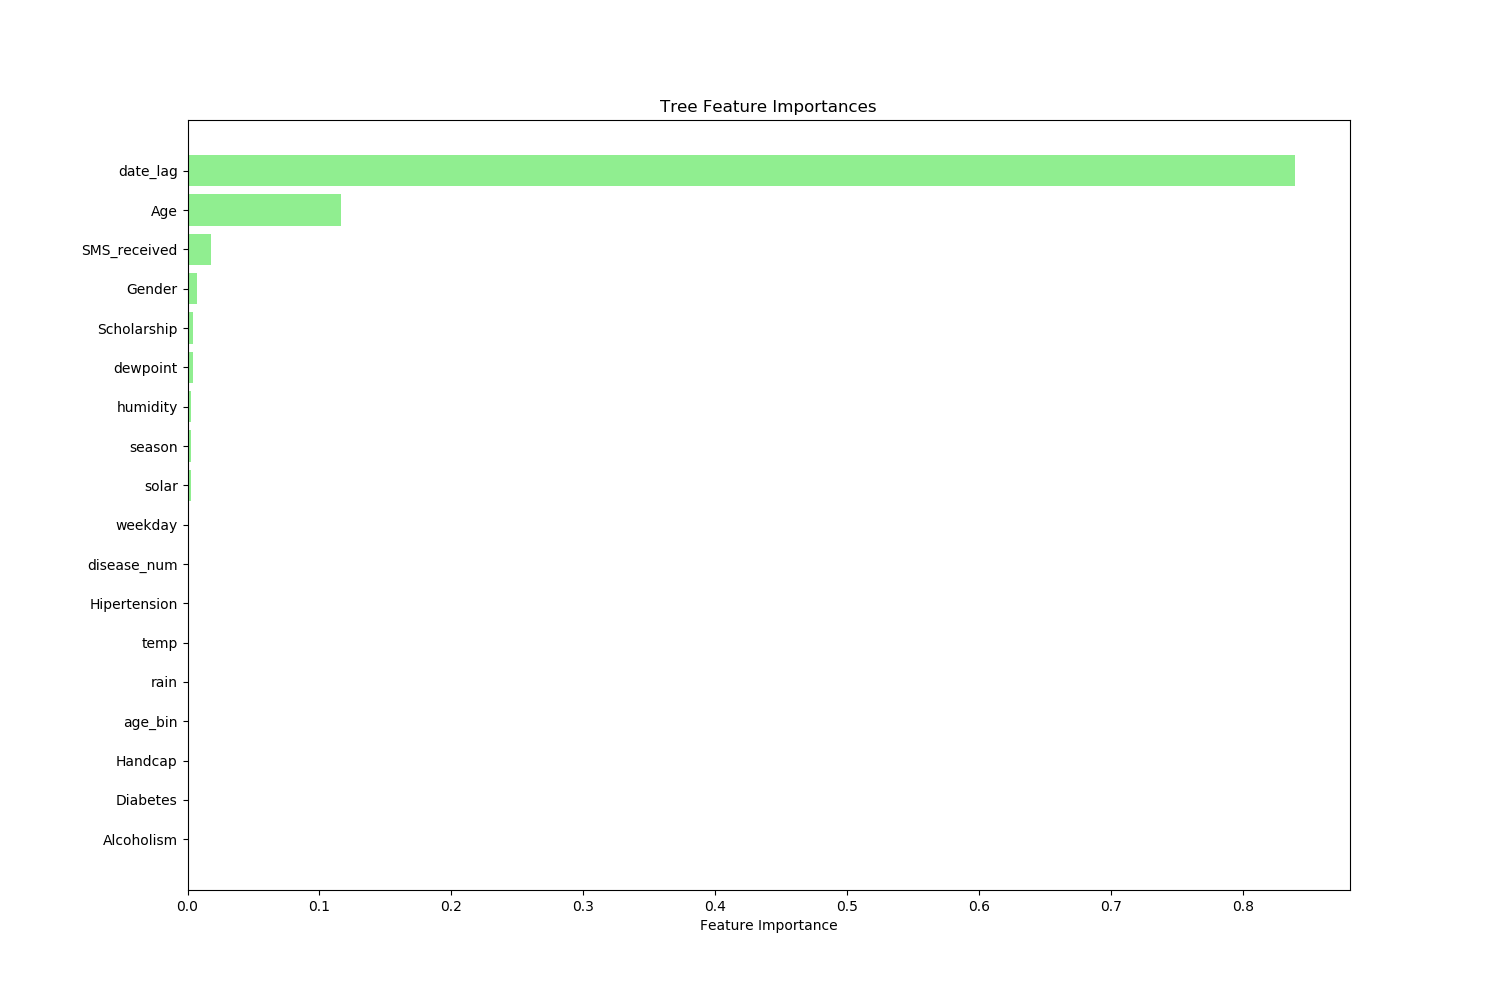 Tree Feature Importances
date_lag
Age
SMS_received
Gender
Scholarship
dewpoint
humidity
season
solar
weekday
disease_num
Hipertension
temp
rain
age_bin
Handcap
Diabetes
Alcoholism
0.0 0.1 0.2 0.3 0.4 0.5 0.6 0.7 0.8
Feature Importance